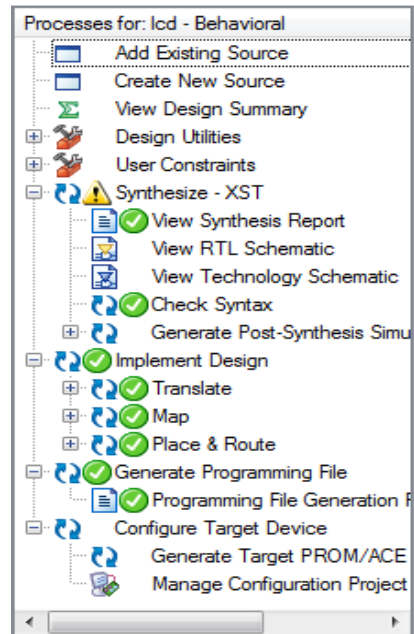 Processes for: lcd - Behavioral
Add Existing Source
Create New Source
View Design Summary
Design Utilities
User Constraints
Synthesize - XST
View Synthesis Report
View RTL Schematic
View Technology Schematic
Check Syntax
Generate Post-Synthesis Simu
Implement Design
Translate
Map
Place & Route
Generate Programming File
Programming File Generation
Configure Target Device
Generate Target PROM/ACE
Manage Configuration Project